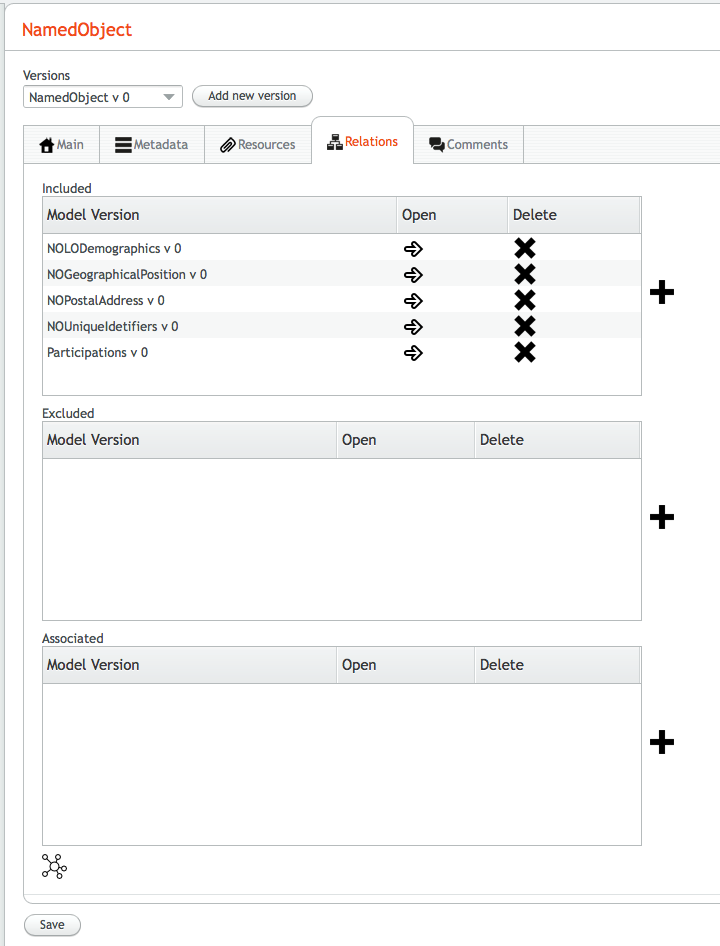 NamedObject
Versions
NamedObject v 0
Add new version
Main
Metadata
Resources
Relations
Comments
Included
Model Version Open Delete
NOLODemographics v 0
NOGeographicalPosition v 0
NOPostalAddress v 0
NOUniqueIdetifiers v 0
Participations v 0
Excluded
Model Version Open Delete
Associated
Model Version Open Delete
Save